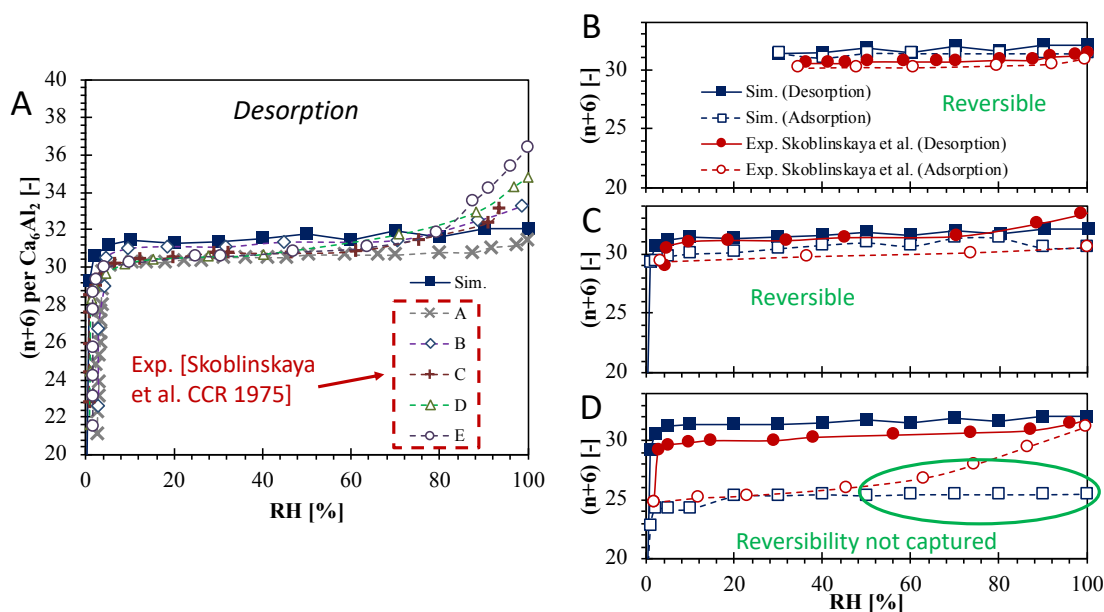 A
Desorption
(n+6) per Ca6Al2 [-]
40
38
36
34
32
30
28
26
24
22
20
0
20
40
60
80
100
RH [%]
Sim.
A
B
C
D
E
Exp. [Skoblinskaya
et al. CCR 1975]
B
(n+6) [-]
30
25
20
Sim. (Desorption)
Sim. (Adsorption)
Exp. Skoblinskaya et al. (Desorption)
Exp. Skoblinskaya et al. (Adsorption)
Reversible
C
(n+6) [-]
30
25
20
Reversible
D
(n+6) [-]
30
25
20
Reversibility not captured
0
20
40
60
80
100
RH [%]